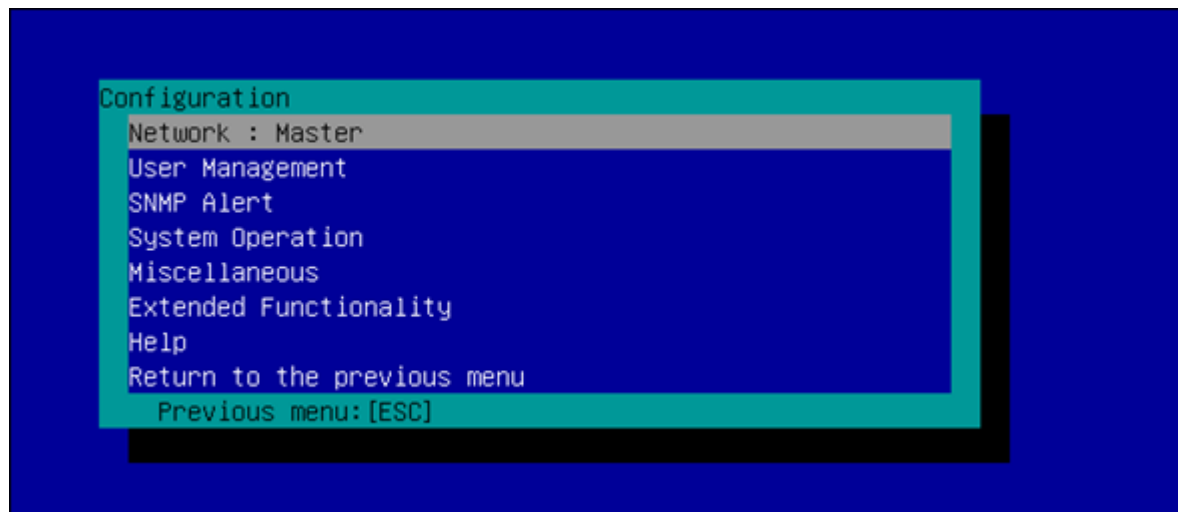 Configuration
Network : Master
User Management
SNMP Alert
System Operation
Miscellaneous
Extended Functionality
Help
Return to the previous menu
Previous menu:[ESC]